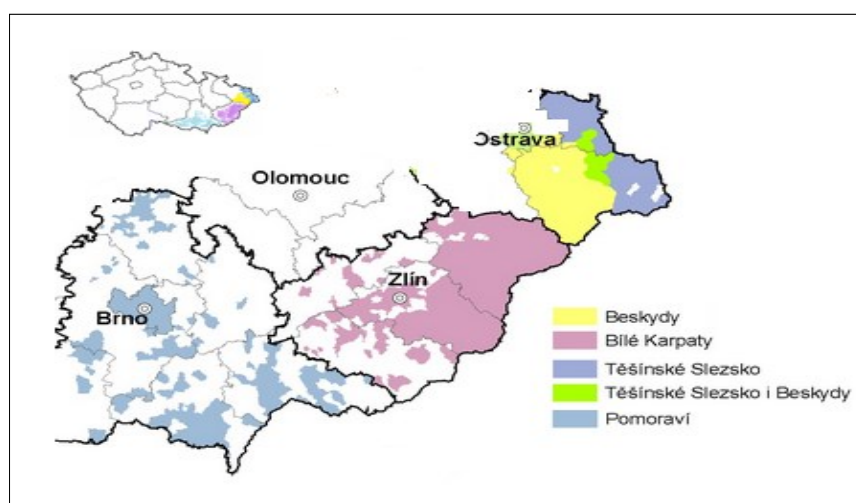 Ostrava
Olomouc
Zlín
Brno
Beskydy
Bílé Karpaty
Těšínské Slezsko
Těšínské Slezsko i Beskydy
Pomoraví